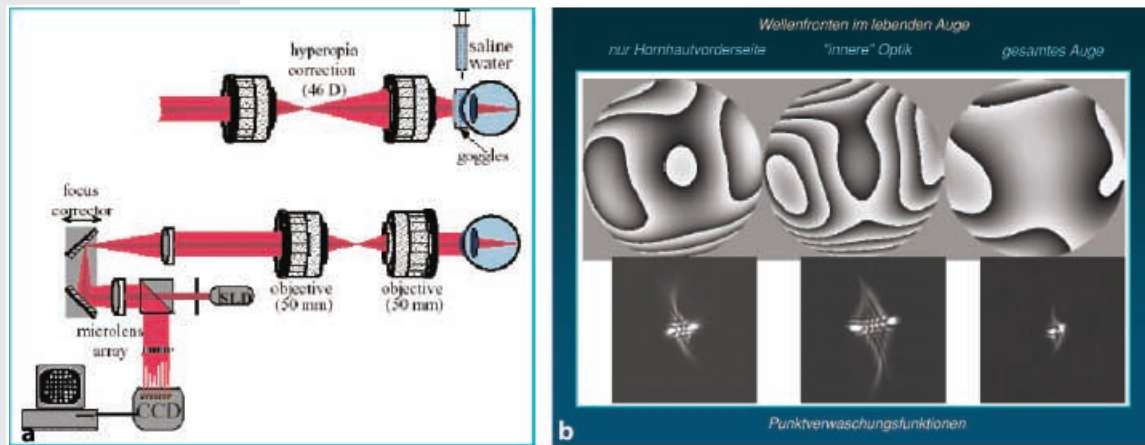 saline
water
hyperopia
correction
(46 D)
goggles
focus
corrector
objective
(50 mm)
objective
(50 mm)
SLD
microlens
array
CCD
a
Wellenfronten im lebenden Auge
nur Hornhautvorderseite
"innere" Optik
gesamtes Auge
Punktverwaschungsfunktionen
b